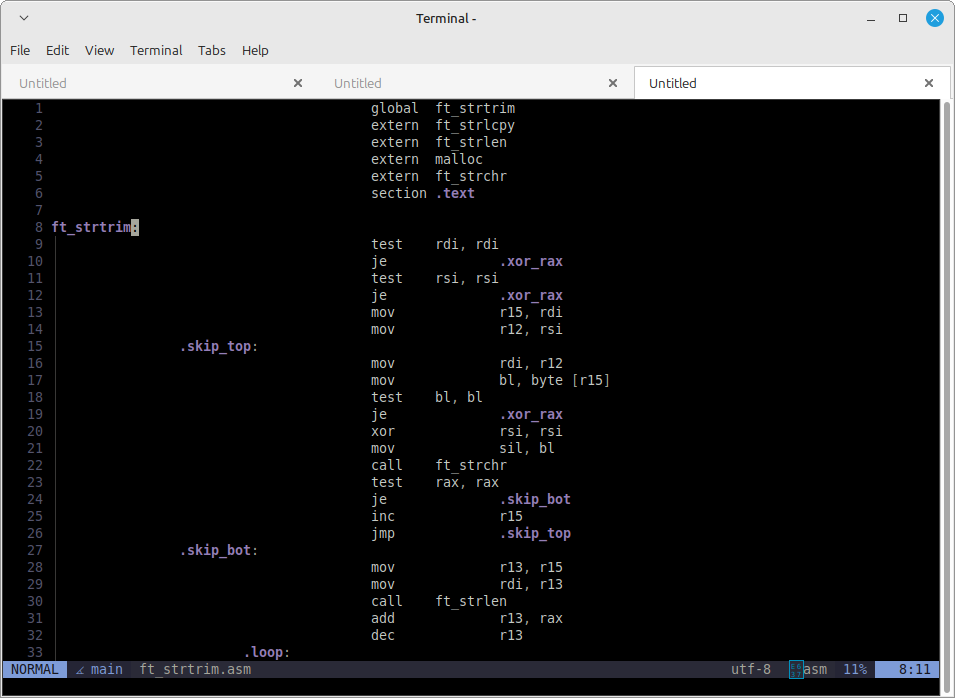 Terminal -
File Edit View Terminal Tabs Help
Untitled Untitled Untitled
1 global ft_strtrim
2 extern ft_strlcpy
3 extern ft_strlen
4 extern malloc
5 extern ft_strchr
6 section .text
7
8 ft_strtrim:
9 test rdi, rdi
10 je .xor_rax
11 test rsi, rsi
12 je .xor_rax
13 mov r15, rdi
14 mov r12, rsi
15 .skip_top:
16 mov rdi, r12
17 mov bl, byte [r15]
18 test bl, bl
19 je .xor_rax
20 xor rsi, rsi
21 mov sil, bl
22 call ft_strchr
23 test rax, rax
24 je .skip_bot
25 inc r15
26 jmp .skip_top
27 .skip_bot:
28 mov r13, r15
29 mov rdi, r13
30 call ft_strlen
31 add r13, rax
32 dec r13
33 .loop:
NORMAL main ft_strtrim.asm utf-8 asm 11% 8:11